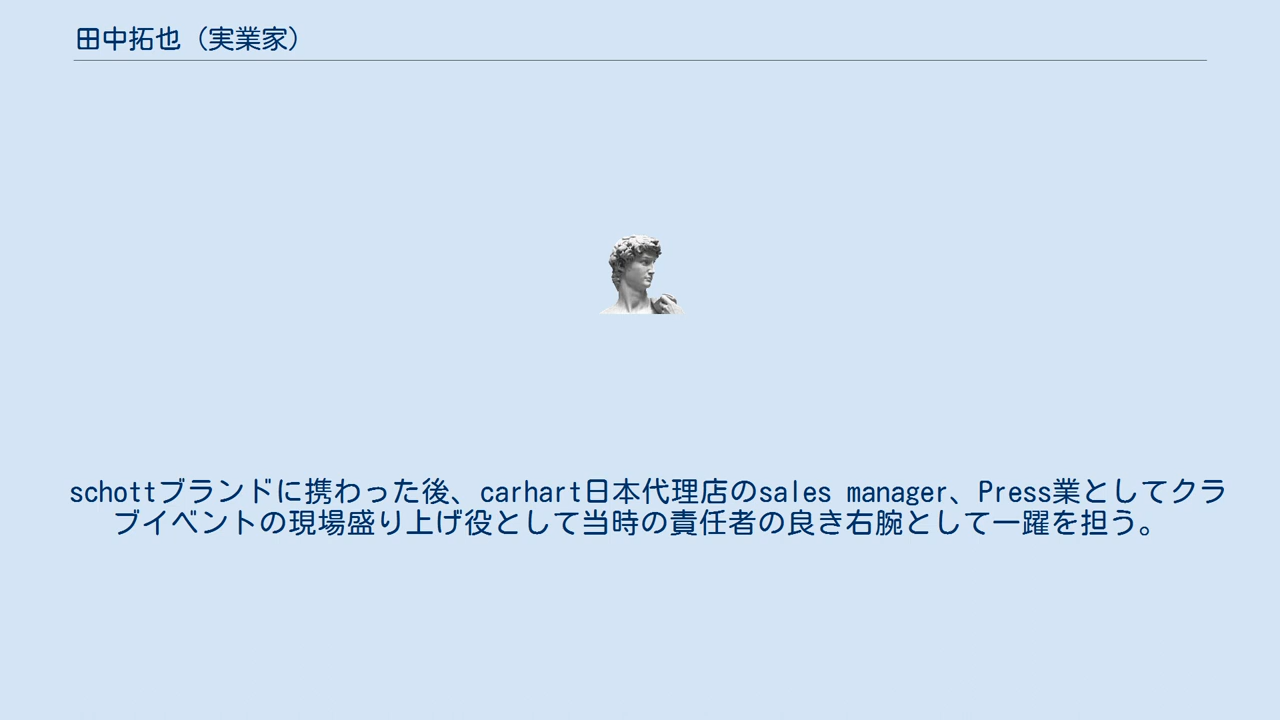 田中拓也（実業家）
schottブランドに携わった後、carhart日本代理店のsales manager、Press業としてクラ
ブイベントの現場盛り上げ役として当時の責任者の良き右腕として一躍を担う。